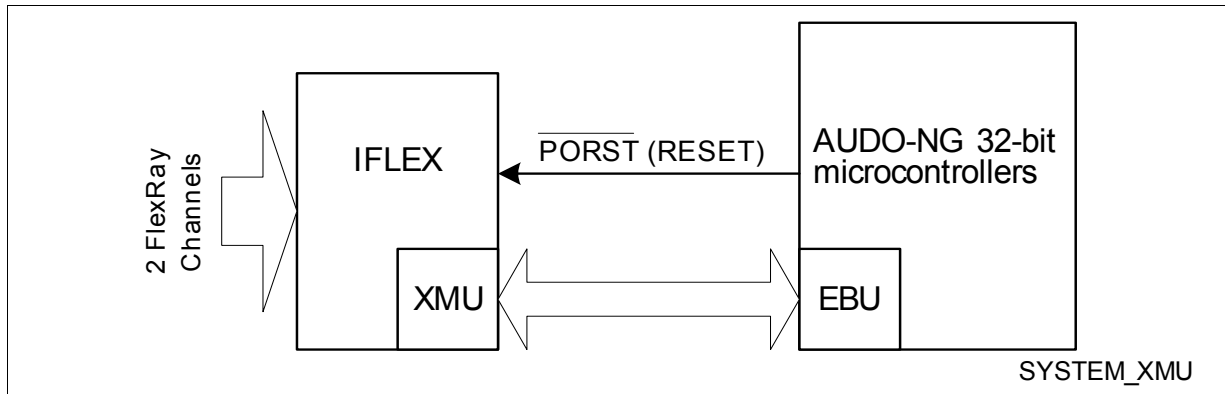 2 FlexRay
Channels
IFLEX
XMU
PORST (RESET)
AUDO-NG 32-bit
microcontrollers
EBU
SYSTEM_XMU